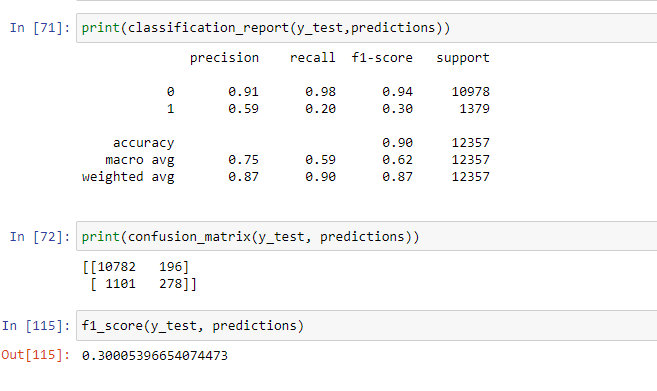 In [71]: print(classification_report(y_test,predictions))
precision recall f1-score support
0 0.91 0.98 0.94 10978
1 0.59 0.20 0.30 1379
accuracy 0.90 12357
macro avg 0.75 0.59 0.62 12357
weighted avg 0.87 0.90 0.87 12357
In [72]: print(confusion_matrix(y_test, predictions))
[[10782 196]
[ 1101 278]]
In [115]: f1_score(y_test, predictions)
Out[115]: 0.30005396654074473